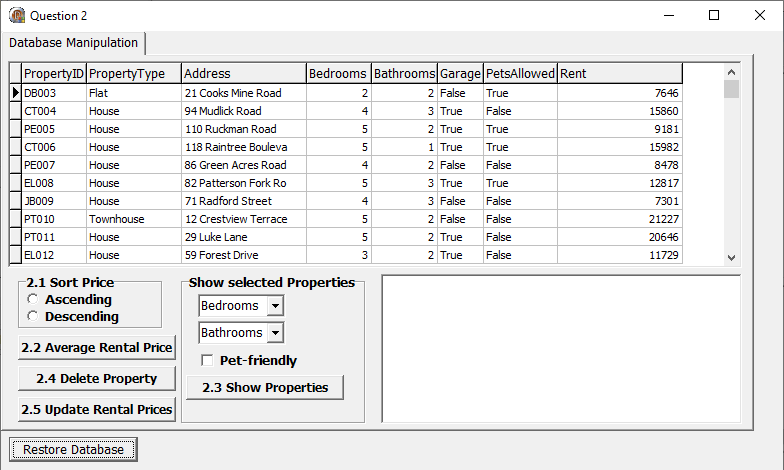 Question 2
Database Manipulation
PropertyID PropertyType Address Bedrooms Bathrooms Garage PetsAllowed Rent
DB003 Flat 21 Cooks Mine Road 2 2 False True 7646
CT004 House 94 Mudlick Road 4 3 True False 15860
PE005 House 110 Ruckman Road 5 2 True True 9181
CT006 House 118 Raintree Bouleva 5 1 True True 15982
PE007 House 86 Green Acres Road 4 2 False False 8478
EL008 House 82 Patterson Fork Ro 5 3 True True 12817
JB009 House 71 Radford Street 4 3 False False 7301
PT010 Townhouse 12 Crestview Terrace 5 2 False False 21227
PT011 House 29 Luke Lane 5 2 True False 20646
EL012 House 59 Forest Drive 3 2 False False 11729
2.1 Sort Price
Ascending
Descending
2.2 Average Rental Price
2.4 Delete Property
2.5 Update Rental Prices
Show selected Properties
Bedrooms
Bathrooms
Pet-friendly
2.3 Show Properties
Restore Database